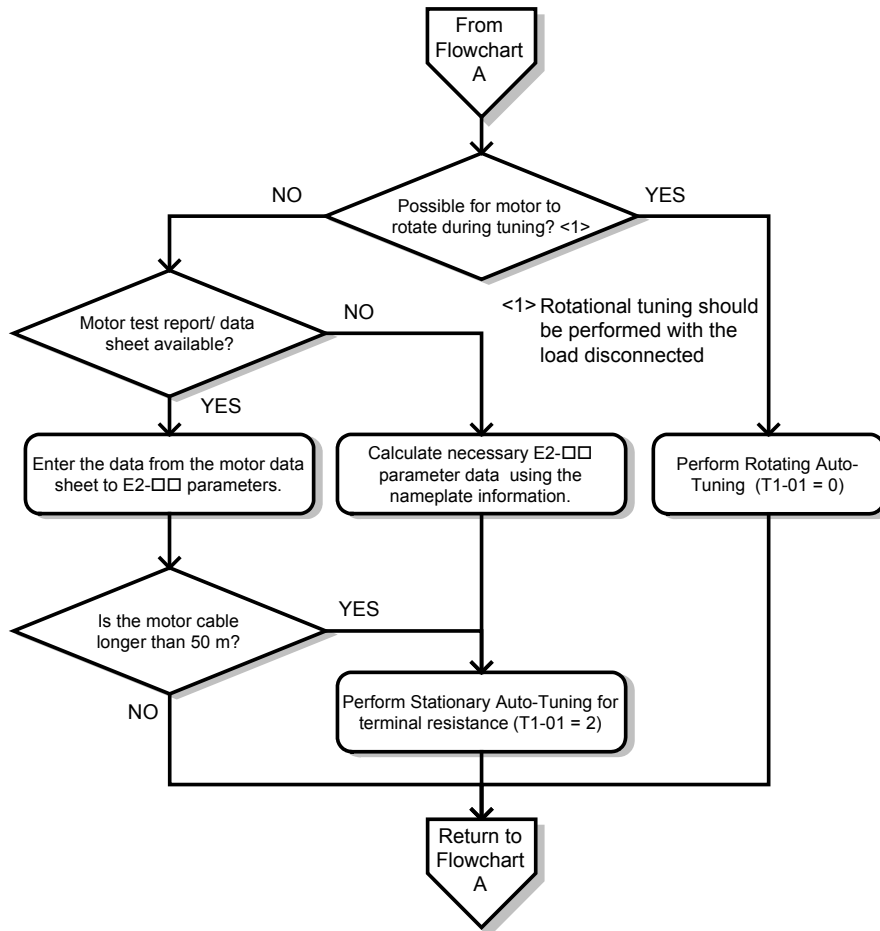 From
Flowchart
A
NO
YES
Possible for motor to
rotate during tuning? <1>
Motor test report/ data
sheet available?
NO
<1> Rotational tuning should
be performed with the
load disconnected
YES
Enter the data from the motor data
sheet to E2-□□ parameters.
Calculate necessary E2-□□
parameter data using the
nameplate information.
Perform Rotating Auto-
Tuning (T1-01 = 0)
Is the motor cable
longer than 50 m?
YES
NO
Perform Stationary Auto-Tuning for
terminal resistance (T1-01 = 2)
Return to
Flowchart
A